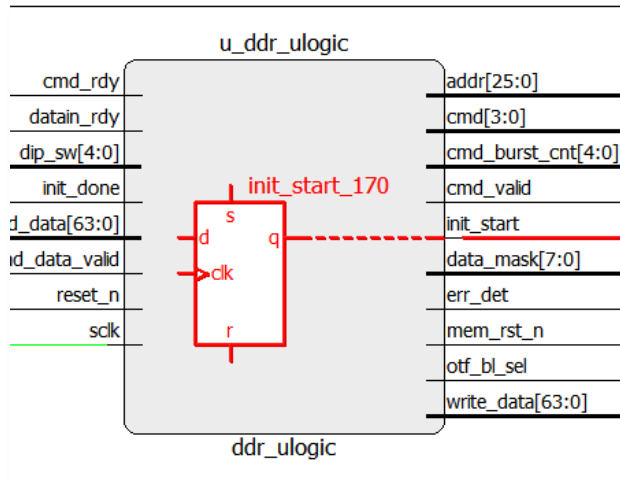 u_ddr_ulogic
cmd_rdy
datain_rdy
dip_sw[4:0]
init_done
d_data[63:0]
d_data_valid
reset_n
sclk
init_start_170
s
d
q
clk
r
addr[25:0]
cmd[3:0]
cmd_burst_cnt[4:0]
cmd_valid
init_start
data_mask[7:0]
err_det
mem_rst_n
otf_bl_sel
write_data[63:0]
ddr_ulogic